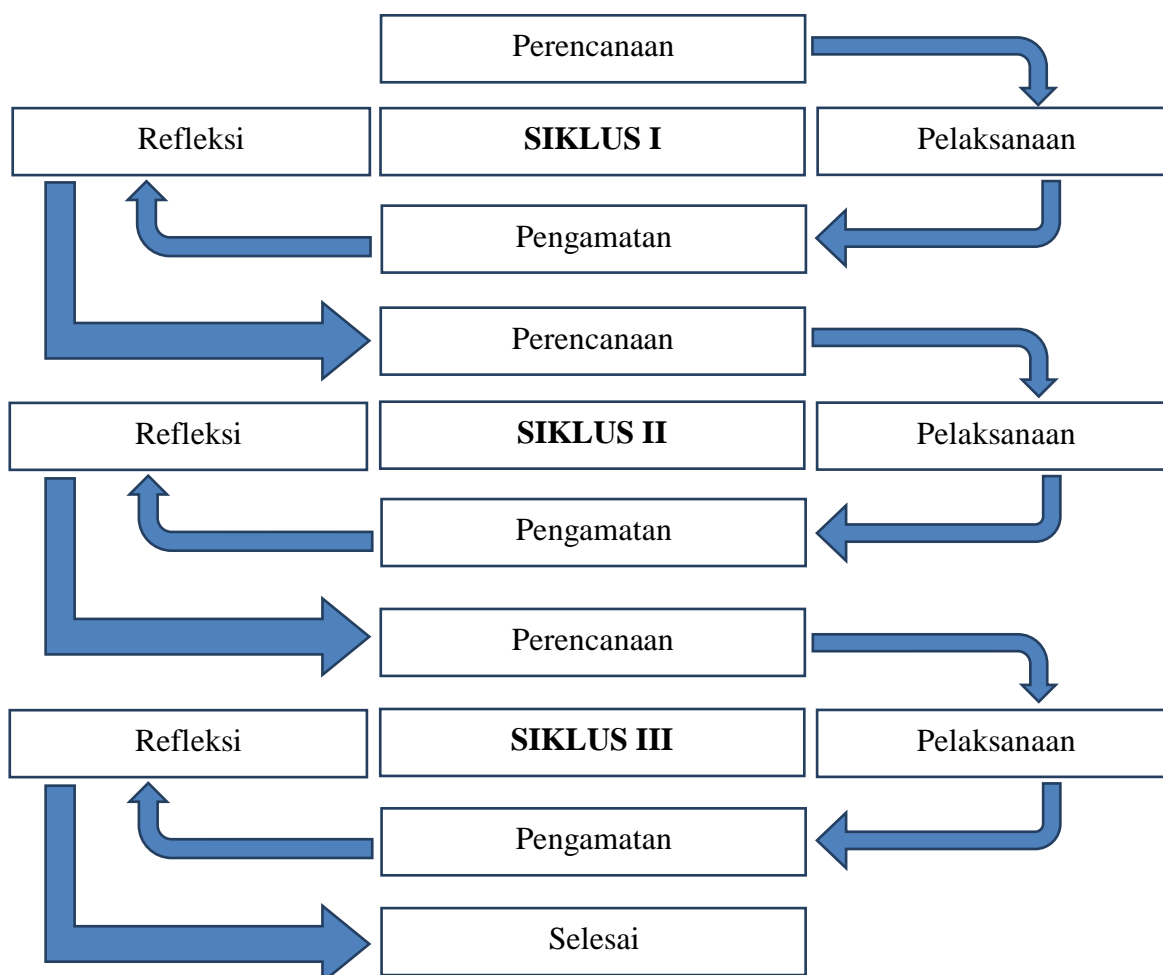 Perencanaan
Refleksi
SIKLUS I
Pelaksanaan
Pengamatan
Perencanaan
Refleksi
SIKLUS II
Pelaksanaan
Pengamatan
Perencanaan
Refleksi
SIKLUS III
Pelaksanaan
Pengamatan
Selesai